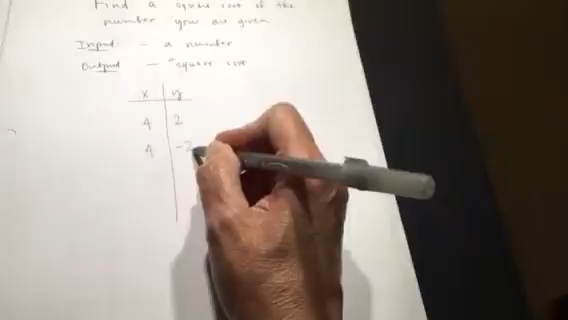 Find a square root of the
number you are given
Input - a number
Output - a square root
x y
4 2
4 -2